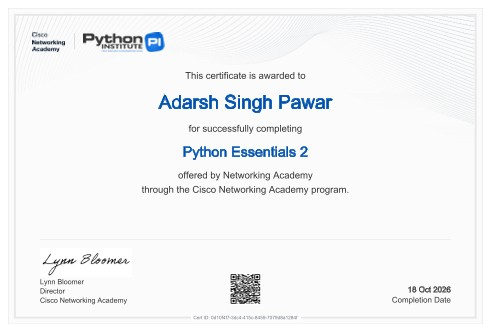 Cisco
Networking
Academy
Python
INSTITUTE
PI
This certificate is awarded to
Adarsh Singh Pawar
for successfully completing
Python Essentials 2
offered by Networking Academy
through the Cisco Networking Academy program.
Lynn Bloomer
Lynn Bloomer
Director
Cisco Networking Academy
18 Oct 2026
Completion Date
Cert ID: